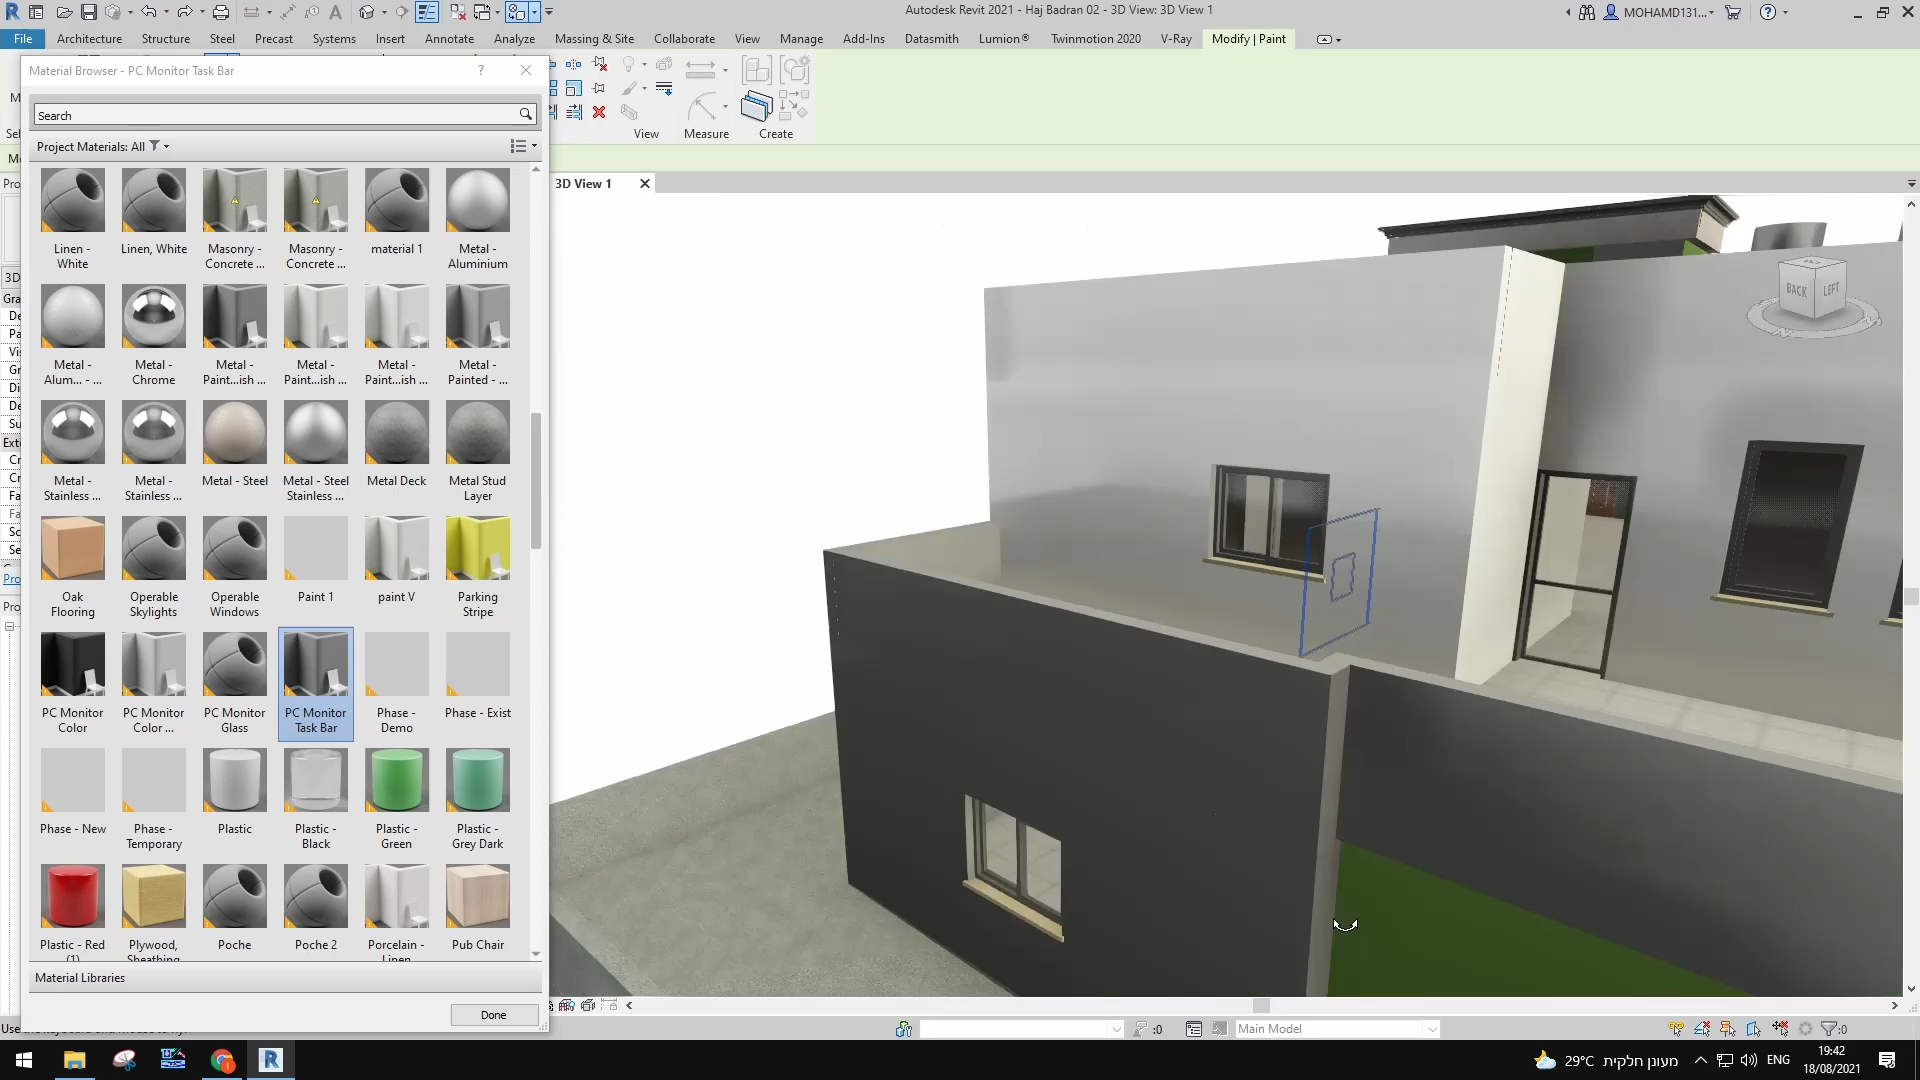 Autodesk Revit 2021 - Haj Badran 02 - 3D View: 3D View 1
MOHAMD131...
File Architecture Structure Steel Precast Systems Insert Annotate Analyze Massing & Site Collaborate View Manage Add-Ins Datasmith Lumion® Twinmotion 2020 V-Ray Modify | Paint
Material Browser - PC Monitor Task Bar
?
Search
View Measure Create
Project Materials: All
3D View 1
Linen - White
Linen, White
Masonry - Concrete ...
Masonry - Concrete ...
material 1
Metal - Aluminium
Metal - Alum... - ...
Metal - Chrome
Metal - Paint...ish ...
Metal - Paint...ish ...
Metal - Paint...ish ...
Metal - Painted - ...
Metal - Stainless ...
Metal - Stainless ...
Metal - Steel
Metal - Steel Stainless ...
Metal Deck
Metal Stud Layer
Oak Flooring
Operable Skylights
Operable Windows
Paint 1
paint V
Parking Stripe
PC Monitor Color
PC Monitor Color ...
PC Monitor Glass
PC Monitor Task Bar
Phase - Demo
Phase - Exist
Phase - New
Phase - Temporary
Plastic
Plastic - Black
Plastic - Green
Plastic - Grey Dark
Plastic - Red (1)
Plywood, Sheathing
Poche
Poche 2
Porcelain - Linen
Pub Chair
Material Libraries
Done
BACK LEFT
:0
Main Model
:0
29°C מעונן חלקית
ENG
19:42
18/08/2021